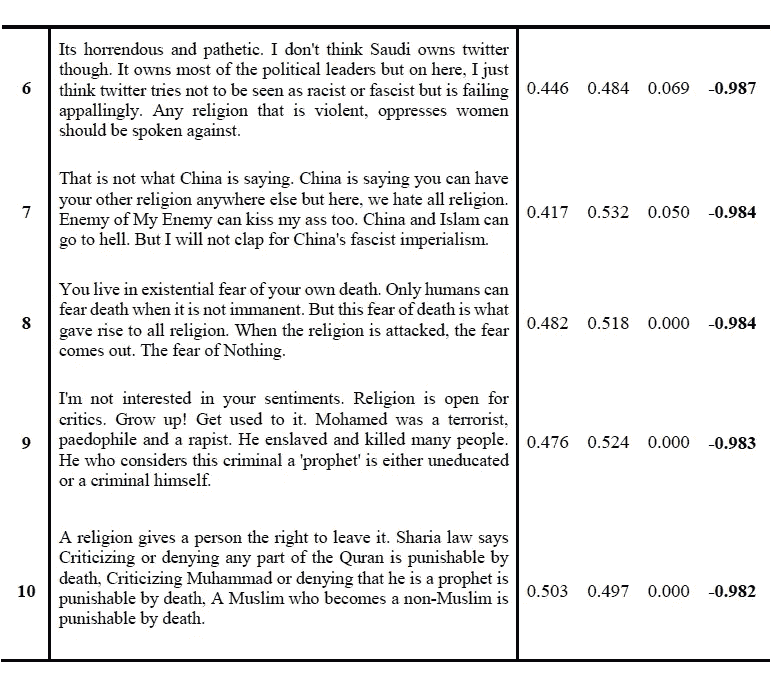 Its horrendous and pathetic. I don't think Saudi owns twitter
though. It owns most of the political leaders but on here, I just
6 think twitter tries not to be seen as racist or fascist but is failing 0.446 0.484 0.069 -0.987
appallingly. Any religion that is violent, oppresses women
should be spoken against.
That is not what China is saying. China is saying you can have
your other religion anywhere else but here, we hate all religion.
7 Enemy of My Enemy can kiss my ass too. China and Islam can 0.417 0.532 0.050 -0.984
go to hell. But I will not clap for China's fascist imperialism.
You live in existential fear of your own death. Only humans can
fear death when it is not immanent. But this fear of death is what
8 gave rise to all religion. When the religion is attacked, the fear 0.482 0.518 0.000 -0.984
comes out. The fear of Nothing.
I'm not interested in your sentiments. Religion is open for
critics. Grow up! Get used to it. Mohamed was a terrorist,
9 paedophile and a rapist. He enslaved and killed many people. 0.476 0.524 0.000 -0.983
He who considers this criminal a 'prophet' is either uneducated
or a criminal himself.
A religion gives a person the right to leave it. Sharia law says
Criticizing or denying any part of the Quran is punishable by
death, Criticizing Muhammad or denying that he is a prophet is
10 punishable by death, A Muslim who becomes a non-Muslim is 0.503 0.497 0.000 -0.982
punishable by death.